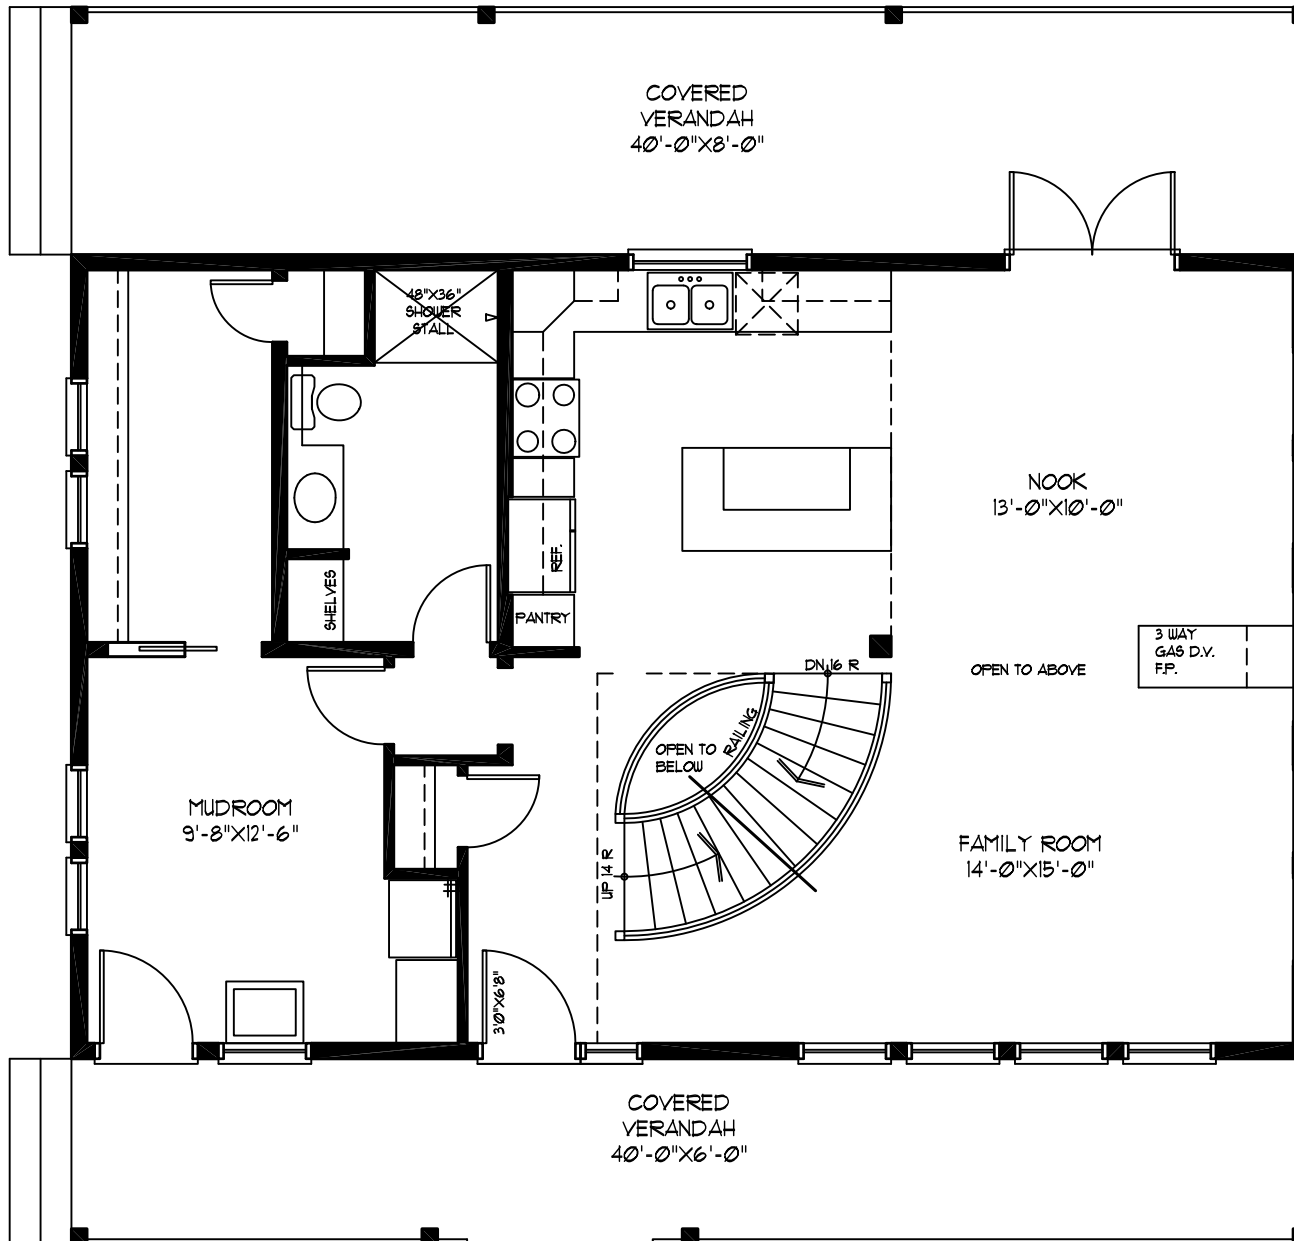 COVERED
VERANDAH
40'-0"X8'-0"
48"X36"
SHOWER
STALL
NOOK
13'-0"X10'-0"
REF.
SHELVES
PANTRY
3 WAY
GAS D.V.
F.P.
DN 16 R
OPEN TO ABOVE
RAILING
OPEN TO
BELOW
MUDROOM
9'-8"X12'-6"
FAMILY ROOM
14'-0"X15'-0"
UP 14 R
3'0"X6'8"
COVERED
VERANDAH
40'-0"X6'-0"